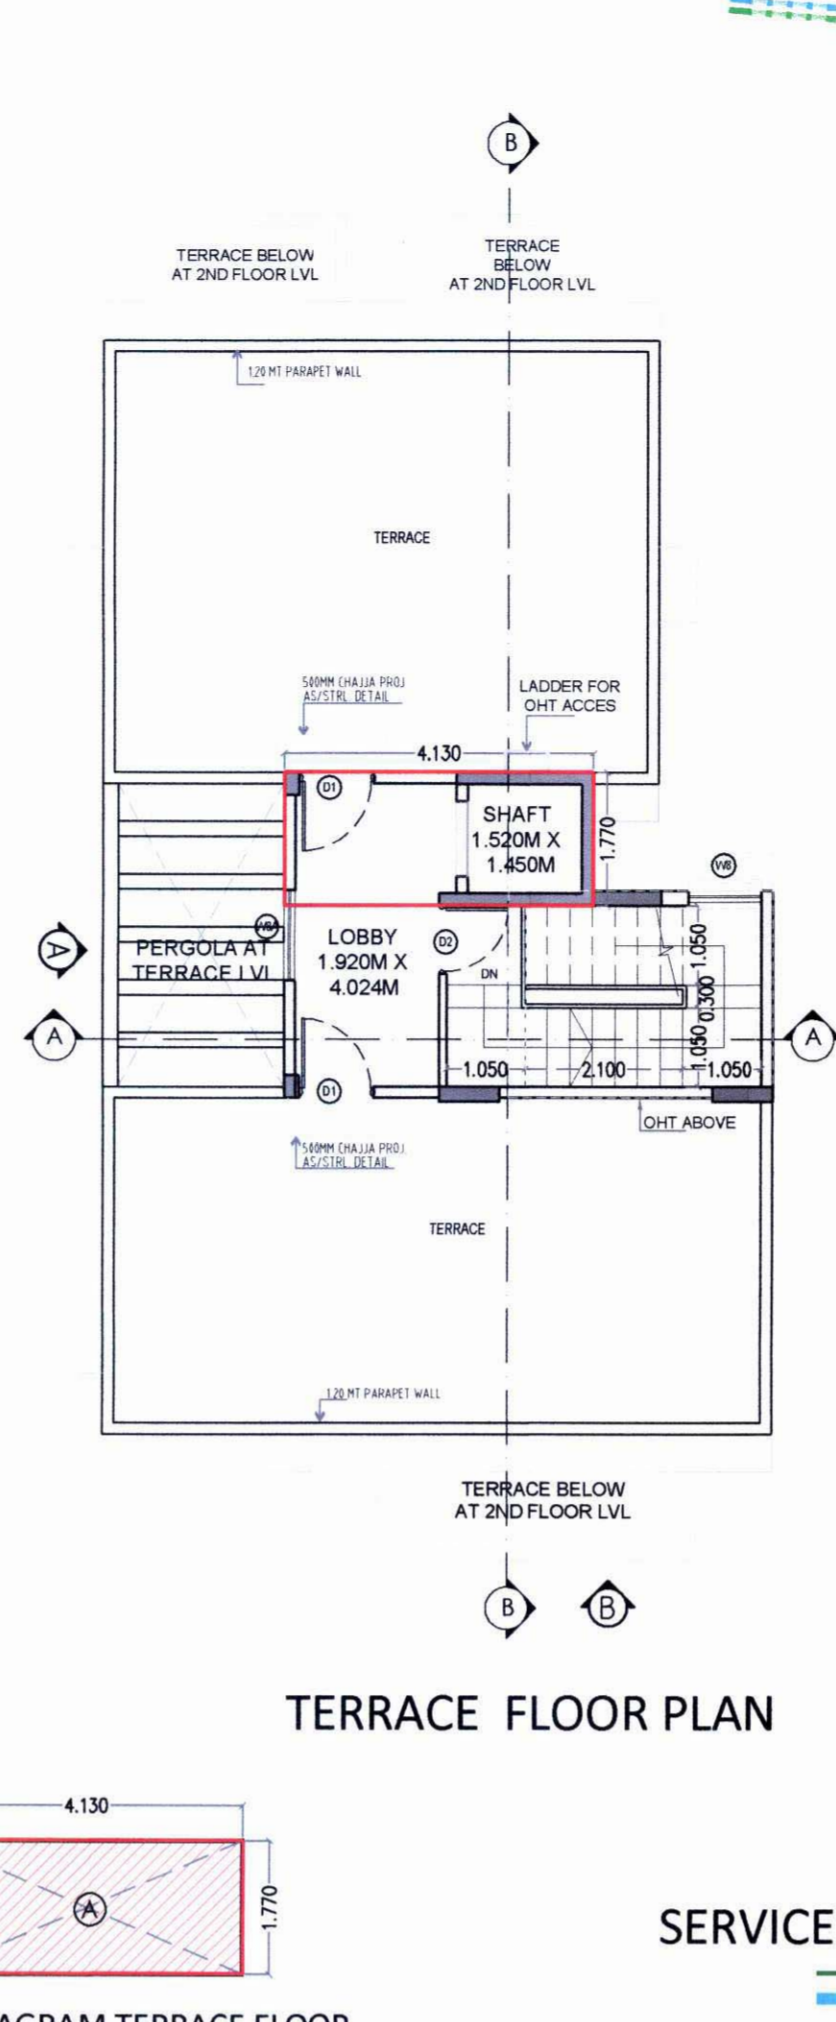 B
TERRACE BELOW
AT 2ND FLOOR LVL
TERRACE
BELOW
AT 2ND FLOOR LVL
1.20 MT PARAPET WALL
TERRACE
500MM CHAJJA PROJ
AS/STRL DETAIL
LADDER FOR
OHT ACCES
4.130
D1
SHAFT
1.520M X
1.450M
1.770
W8
LOBBY
1.920M X
4.024M
D2
DN
PERGOLA AT
TERRACE LVL
A
A
A
1.050
0.300
1.050
1.050
2.100
1.050
D1
OHT ABOVE
500MM CHAJJA PROJ.
AS/STRL DETAIL
TERRACE
1.20 MT PARAPET WALL
TERRACE BELOW
AT 2ND FLOOR LVL
B
B
TERRACE FLOOR PLAN
4.130
A
1.770
SERVICE
AGRAM TERRACE FLOOR